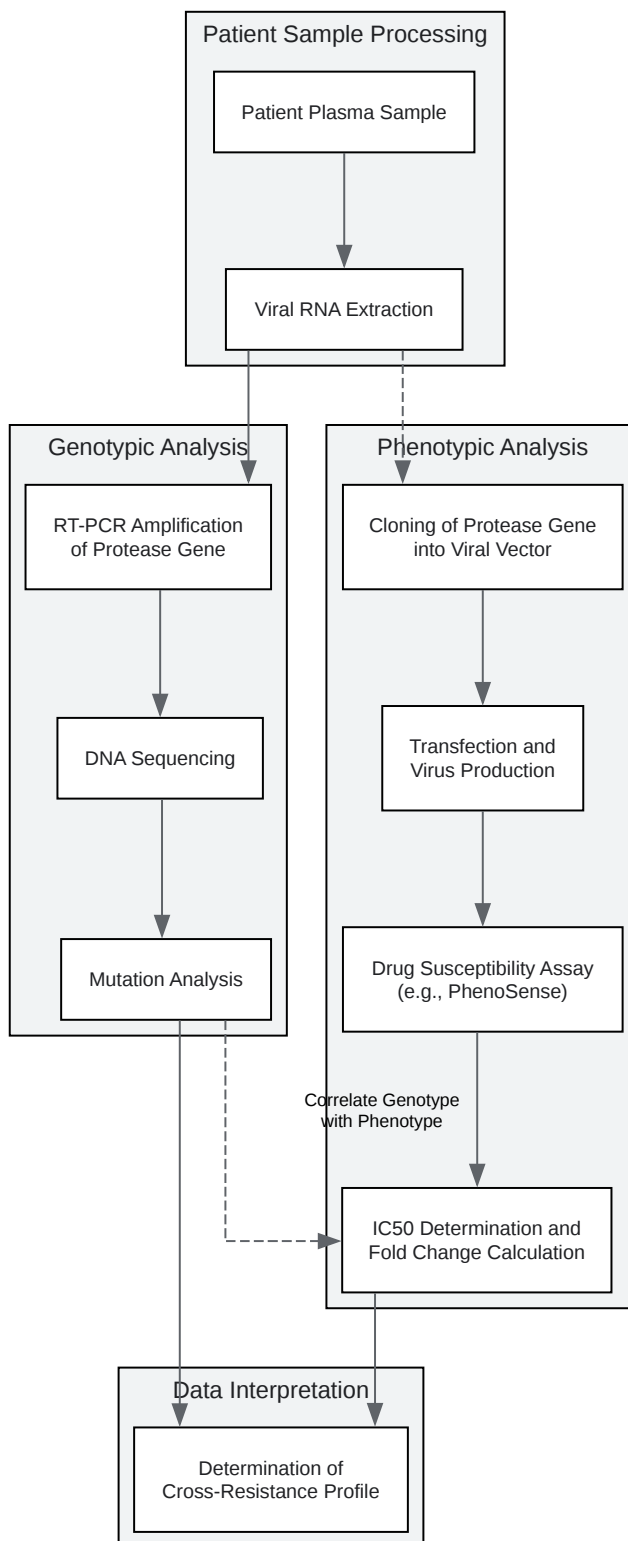 Patient Sample Processing
Patient Plasma Sample
Viral RNA Extraction
Genotypic Analysis
RT-PCR Amplification
of Protease Gene
DNA Sequencing
Mutation Analysis
Phenotypic Analysis
Cloning of Protease Gene
into Viral Vector
Transfection and
Virus Production
Drug Susceptibility Assay
(e.g., PhenoSense)
Correlate Genotype
with Phenotype
IC50 Determination and
Fold Change Calculation
Data Interpretation
Determination of
Cross-Resistance Profile